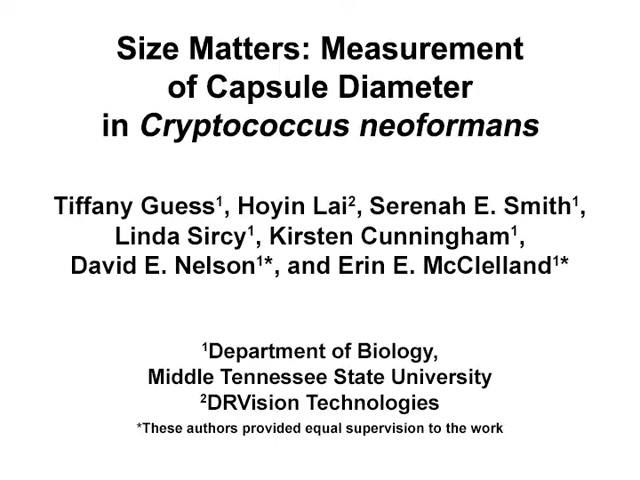 Size Matters: Measurement
of Capsule Diameter
in Cryptococcus neoformans
Tiffany Guess¹, Hoyin Lai², Serenah E. Smith¹,
Linda Sircy¹, Kirsten Cunningham¹,
David E. Nelson¹*, and Erin E. McClelland¹*
¹Department of Biology,
Middle Tennessee State University
²DRVision Technologies
*These authors provided equal supervision to the work